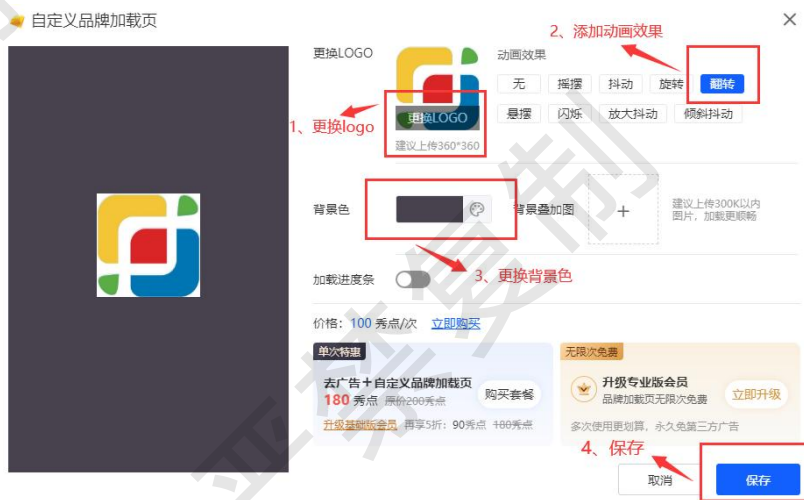 自定义品牌加载页
2、添加动画效果
更换LOGO
动画效果
无 摇摆 抖动 旋转 翻转
更换LOGO
悬摆 闪烁 放大抖动 倾斜抖动
1、更换logo
建议上传360*360
背景色
背景叠加图
建议上传300K以内
图片，加载更顺畅
3、更换背景色
加载进度条
价格：100 秀点/次 立即购买
单次特惠
无限次免费
去广告+自定义品牌加载页
180 秀点 原价200秀点
购买套餐
升级基础版会员 再享5折：90秀点 180秀点
升级专业版会员
品牌加载页无限次免费
立即升级
多次使用更划算，永久免第三方广告
4、保存
取消 保存
严禁复制